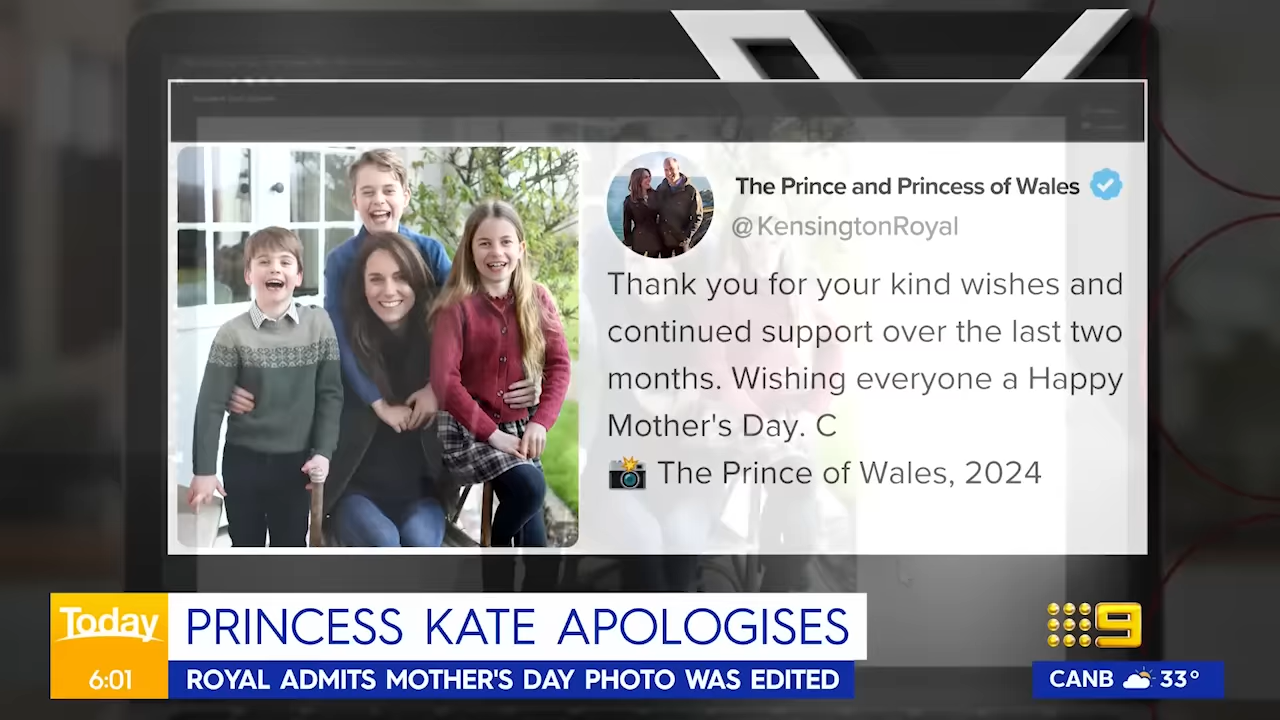 The Prince and Princess of Wales
@KensingtonRoyal
Thank you for your kind wishes and
continued support over the last two
months. Wishing everyone a Happy
Mother's Day. C
The Prince of Wales, 2024
Today
6:01
PRINCESS KATE APOLOGISES
ROYAL ADMITS MOTHER'S DAY PHOTO WAS EDITED
9
CANB 33°